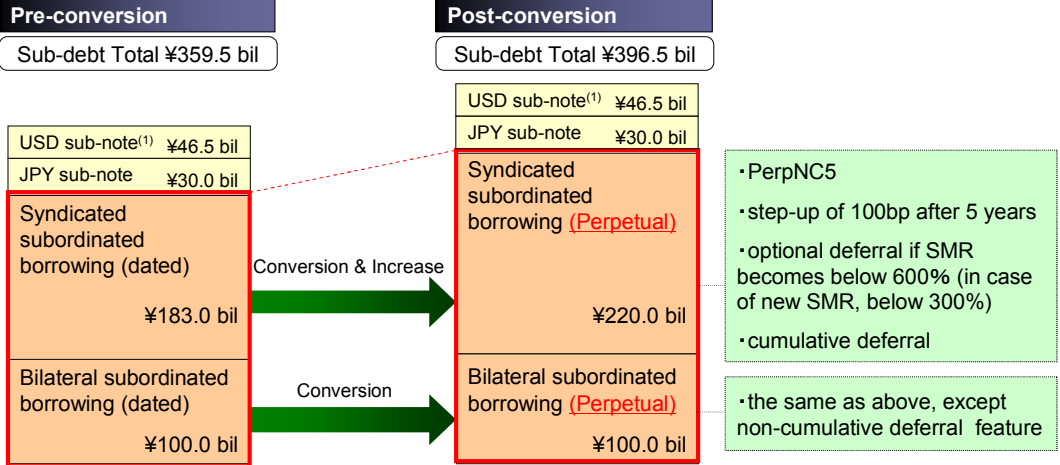 Pre-conversion
Sub-debt Total ¥359.5 bil
USD sub-note(1) ¥46.5 bil
JPY sub-note ¥30.0 bil
Syndicated
subordinated
borrowing (dated)
¥183.0 bil
Bilateral subordinated
borrowing (dated)
¥100.0 bil
Conversion & Increase
Conversion
Post-conversion
Sub-debt Total ¥396.5 bil
USD sub-note(1) ¥46.5 bil
JPY sub-note ¥30.0 bil
Syndicated
subordinated
borrowing (Perpetual)
¥220.0 bil
Bilateral subordinated
borrowing (Perpetual)
¥100.0 bil
・PerpNC5
・step-up of 100bp after 5 years
・optional deferral if SMR
becomes below 600% (in case
of new SMR, below 300%)
・cumulative deferral
・the same as above, except
non-cumulative deferral feature